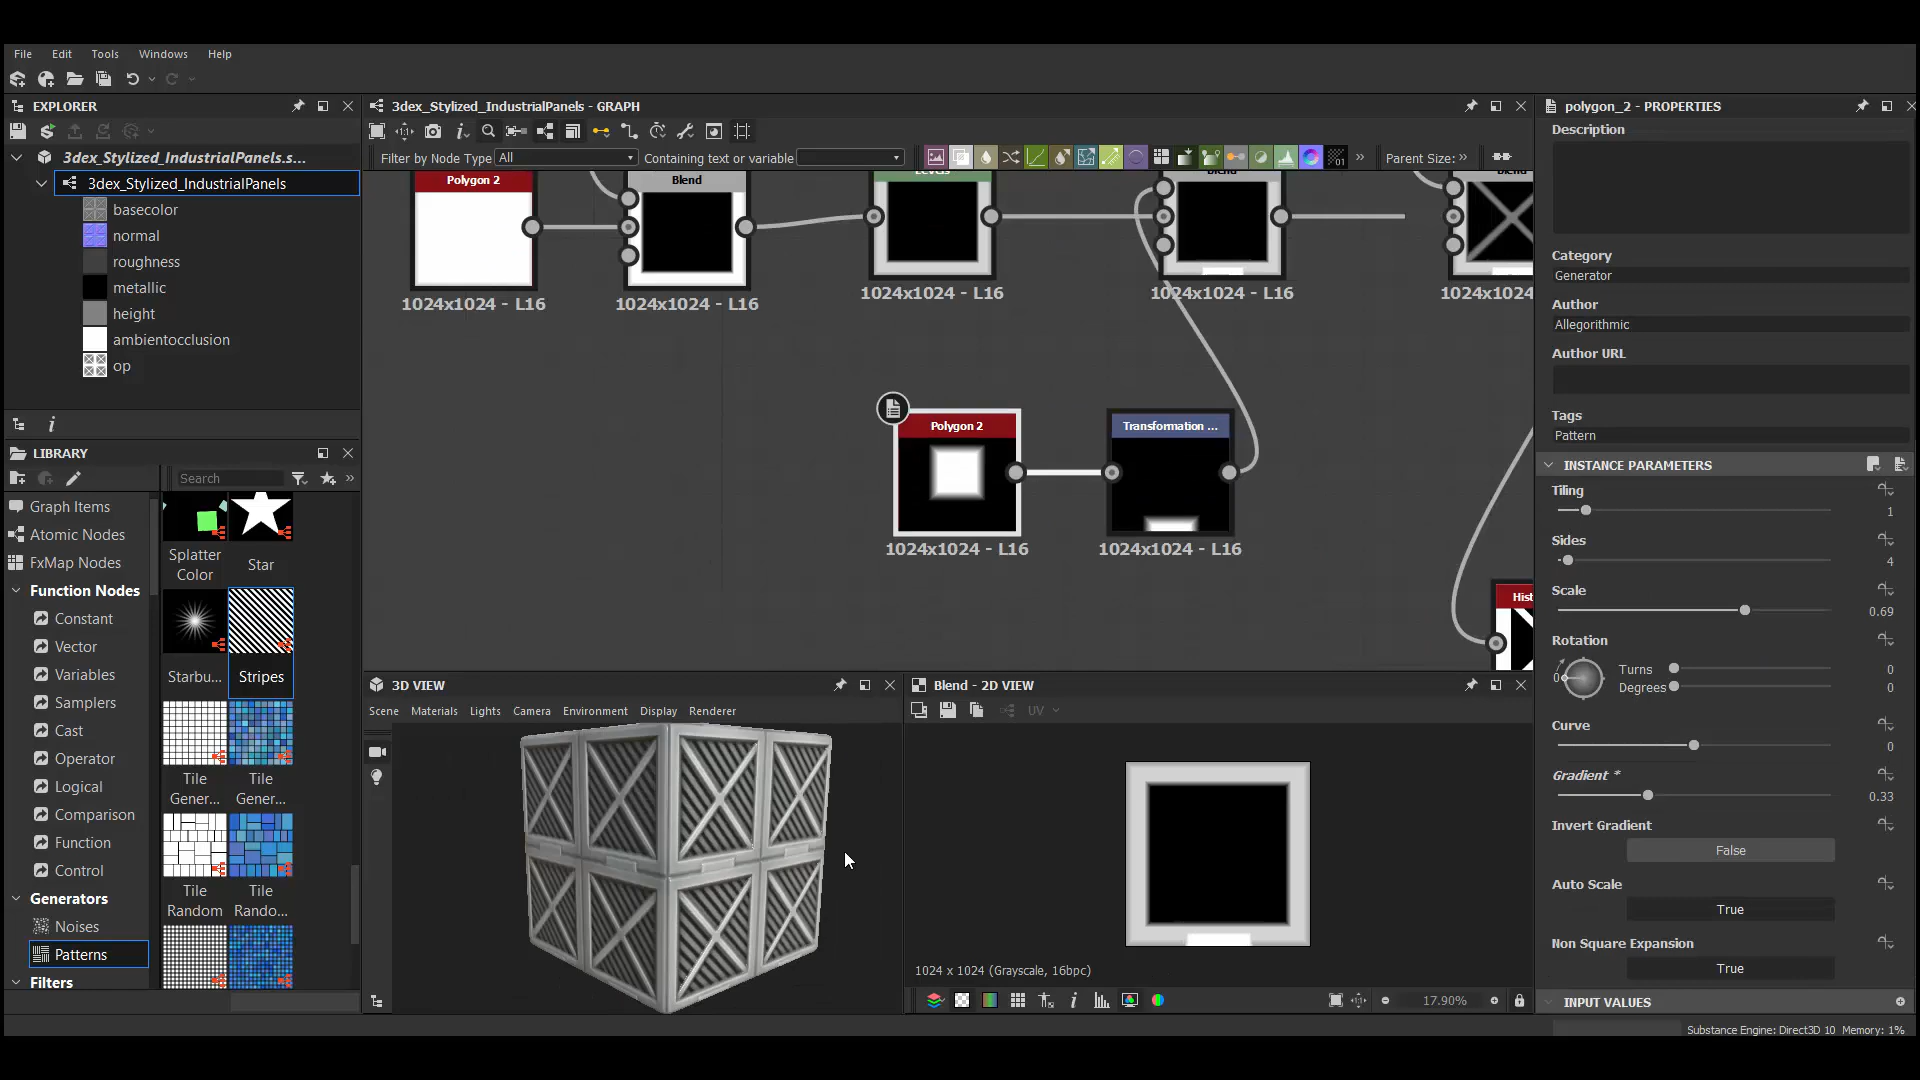 File Edit Tools Windows Help
EXPLORER
3dex_Stylized_IndustrialPanels.s...
3dex_Stylized_IndustrialPanels
basecolor
normal
roughness
metallic
height
ambientocclusion
op
LIBRARY
Search
Graph Items
Atomic Nodes
FxMap Nodes
Function Nodes
Constant
Vector
Variables
Samplers
Cast
Operator
Logical
Comparison
Function
Control
Generators
Noises
Patterns
Filters
Splatter Color
Star
Starbu...
Stripes
Tile Gener...
Tile Gener...
Tile Random
Tile Rando...
3dex_Stylized_IndustrialPanels - GRAPH
Filter by Node Type All Containing text or variable Parent Size:
Polygon 2
1024x1024 - L16
Blend
1024x1024 - L16
Levels
1024x1024 - L16
Blend
1024x1024 - L16
Blend
1024x102
Polygon 2
1024x1024 - L16
Transformation ...
1024x1024 - L16
Hist
3D VIEW
Scene Materials Lights Camera Environment Display Renderer
Blend - 2D VIEW
UV
1024 x 1024 (Grayscale, 16bpc)
17.90%
polygon_2 - PROPERTIES
Description
Category
Generator
Author
Allegorithmic
Author URL
Tags
Pattern
INSTANCE PARAMETERS
Tiling
1
Sides
4
Scale
0.69
Rotation
0
Turns 0
Degrees 0
Curve
0
Gradient *
0.33
Invert Gradient
False
Auto Scale
True
Non Square Expansion
True
INPUT VALUES
Substance Engine: Direct3D 10 Memory: 1%